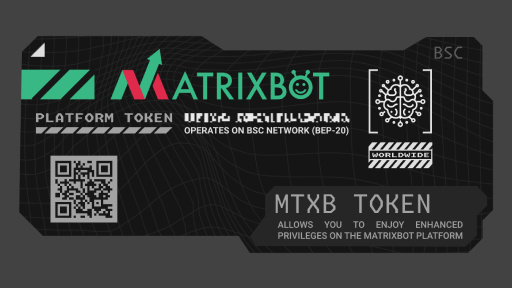 BSC
MATRIXBOT
PLATFORM TOKEN
OPERATES ON BSC NETWORK (BEP-20)
WORLDWIDE
MTXB TOKEN
ALLOWS YOU TO ENJOY ENHANCED
PRIVILEGES ON THE MATRIXBOT PLATFORM